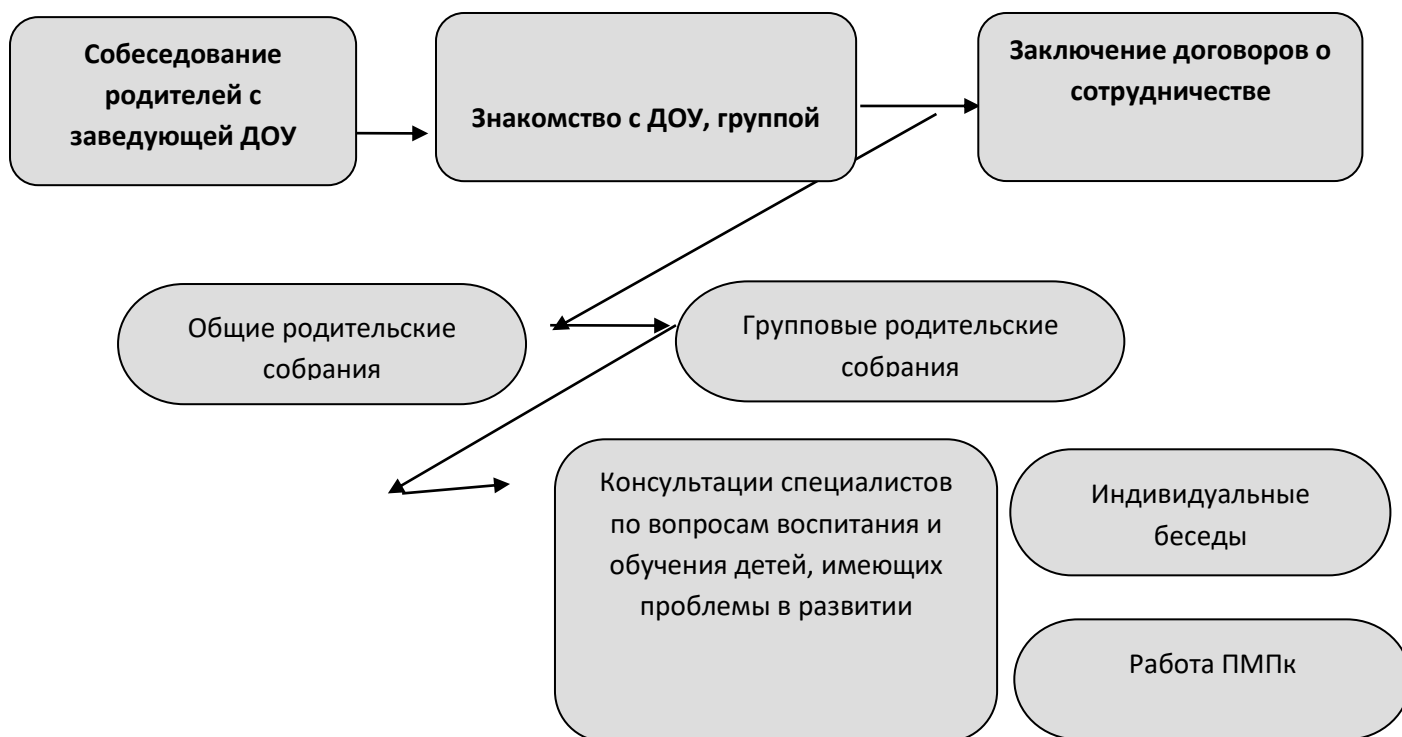 Собеседование
родителей с
заведующей ДОУ
Знакомство с ДОУ, группой
Заключение договоров о
сотрудничестве
Общие родительские
собрания
Групповые родительские
собрания
Консультации специалистов
по вопросам воспитания и
обучения детей, имеющих
проблемы в развитии
Индивидуальные
беседы
Работа ПМПк